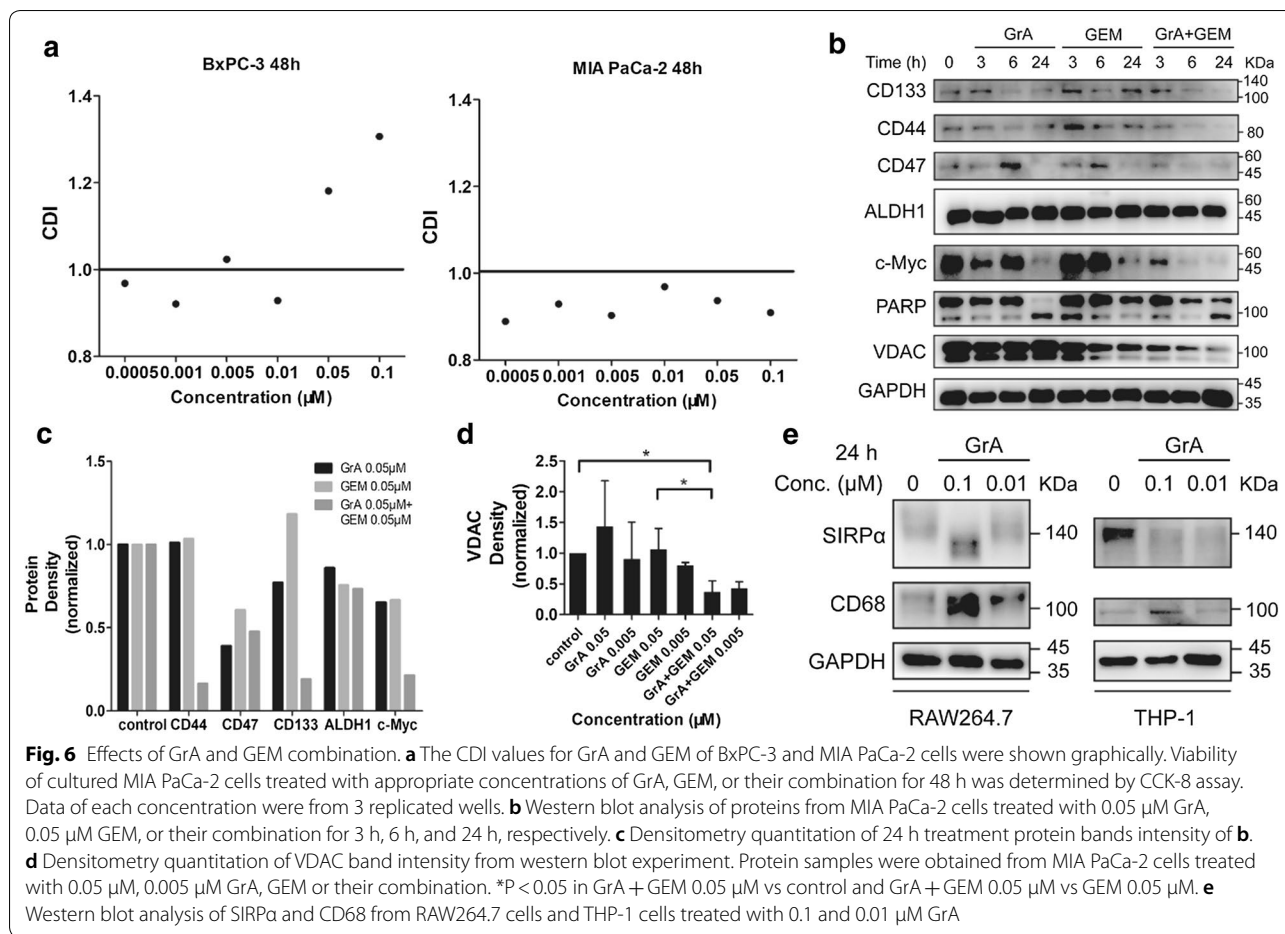 a
BxPC-3 48h
MIA PaCa-2 48h
CDI
1.4
1.2
1.0
0.8
0.0005
0.001
0.005
0.01
0.05
0.1
Concentration (µM)
CDI
1.4
1.2
1.0
0.8
0.0005
0.001
0.005
0.01
0.05
0.1
Concentration (µM)
b
GrA GEM GrA+GEM
Time (h) 0 3 6 24 3 6 24 3 6 24 KDa
CD133
140
100
CD44
80
CD47
60
45
ALDH1
60
45
c-Myc
60
45
PARP
100
VDAC
100
GAPDH
45
35
c
Protein Density
(normalized)
1.5
1.0
0.5
0.0
GrA 0.05µM
GEM 0.05µM
GrA 0.05µM+
GEM 0.05µM
control CD44 CD47 CD133 ALDH1 c-Myc
d
VDAC
Density
(normalized)
2.5
2.0
1.5
1.0
0.5
0.0
*
*
control
GrA 0.05
GrA 0.005
GEM 0.05
GEM 0.005
GrA+GEM 0.05
GrA+GEM 0.005
Concentration (µM)
e
24 h GrA GrA
Conc. (µM) 0 0.1 0.01 KDa 0 0.1 0.01 KDa
SIRPα 140 140
CD68 100 100
GAPDH 45 45
35 35
RAW264.7 THP-1
Fig. 6 Effects of GrA and GEM combination. a The CDI values for GrA and GEM of BxPC-3 and MIA PaCa-2 cells were shown graphically. Viability
of cultured MIA PaCa-2 cells treated with appropriate concentrations of GrA, GEM, or their combination for 48 h was determined by CCK-8 assay.
Data of each concentration were from 3 replicated wells. b Western blot analysis of proteins from MIA PaCa-2 cells treated with 0.05 µM GrA,
0.05 µM GEM, or their combination for 3 h, 6 h, and 24 h, respectively. c Densitometry quantitation of 24 h treatment protein bands intensity of b.
d Densitometry quantitation of VDAC band intensity from western blot experiment. Protein samples were obtained from MIA PaCa-2 cells treated
with 0.05 µM, 0.005 µM GrA, GEM or their combination. *P < 0.05 in GrA + GEM 0.05 µM vs control and GrA + GEM 0.05 µM vs GEM 0.05 µM. e
Western blot analysis of SIRPα and CD68 from RAW264.7 cells and THP-1 cells treated with 0.1 and 0.01 µM GrA